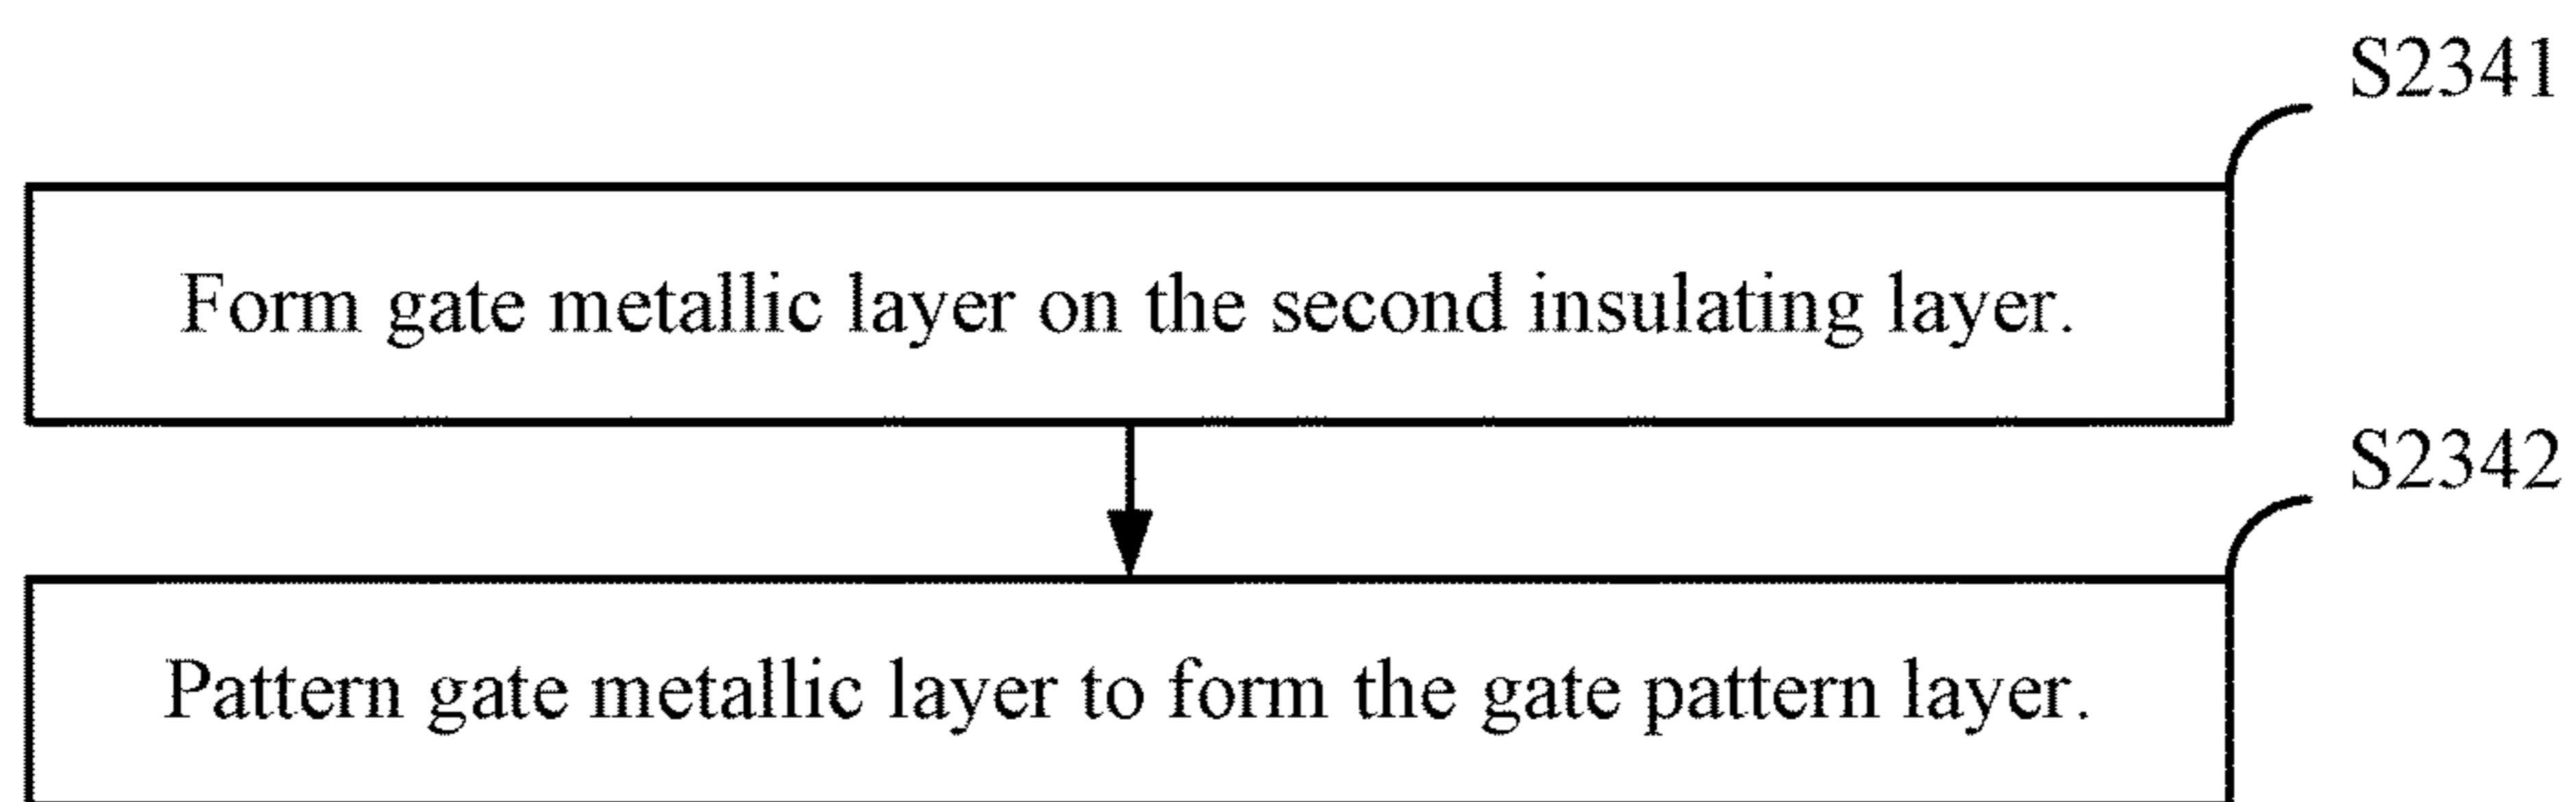 S2341
Form gate metallic layer on the second insulating layer.
S2342
Pattern gate metallic layer to form the gate pattern layer.